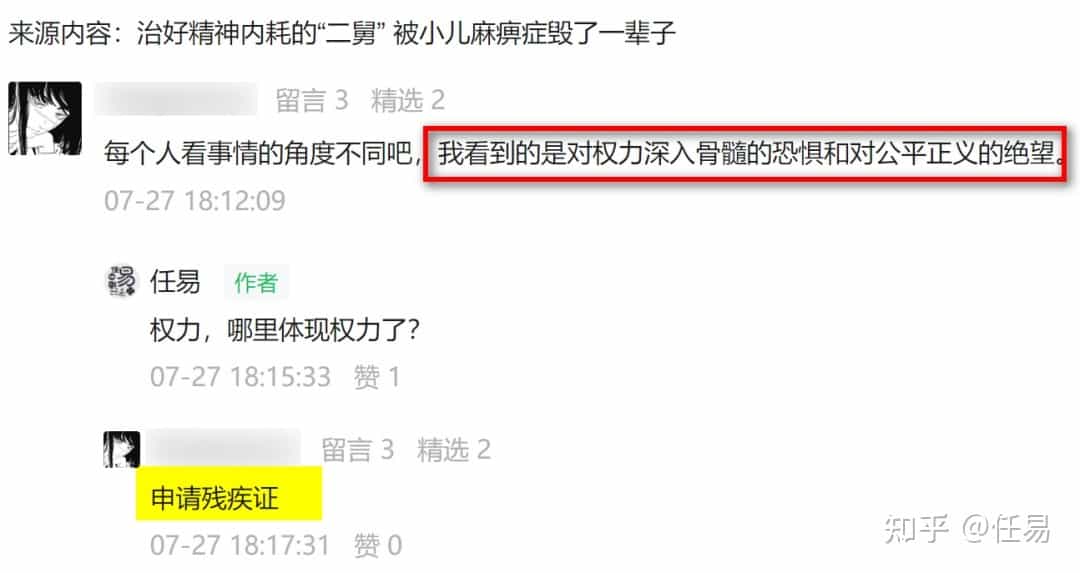 来源内容：治好精神内耗的“二舅” 被小儿麻痹症毁了一辈子
留言 3 精选 2
每个人看事情的角度不同吧，我看到的是对权力深入骨髓的恐惧和对公平正义的绝望。
07-27 18:12:09
任易 作者
权力，哪里体现权力了？
07-27 18:15:33 赞 1
留言 3 精选 2
申请残疾证
07-27 18:17:31 赞 0
知乎 @任易